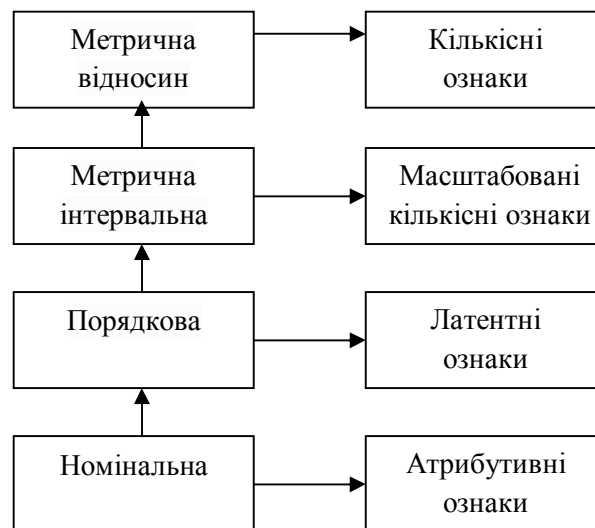 Метрична
відносин
Кількісні
ознаки
Метрична
інтервальна
Масштабовані
кількісні ознаки
Порядкова
Латентні
ознаки
Номінальна
Атрибутивні
ознаки